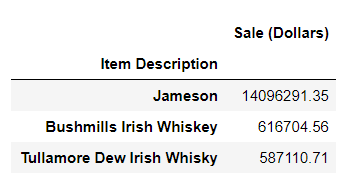 Sale (Dollars)
Item Description
Jameson 14096291.35
Bushmills Irish Whiskey 616704.56
Tullamore Dew Irish Whisky 587110.71